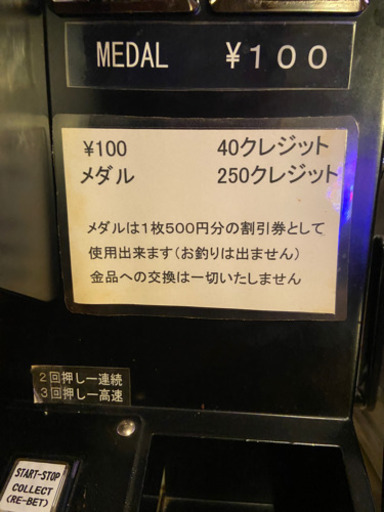 MEDAL ¥100
¥100 40クレジット
メダル 250クレジット
メダルは1枚500円分の割引券として
使用出来ます(お釣りは出ません)
金品への交換は一切いたしません
2回押し一連続
3回押し一高速
START-STOP
COLLECT
(RE-BET)